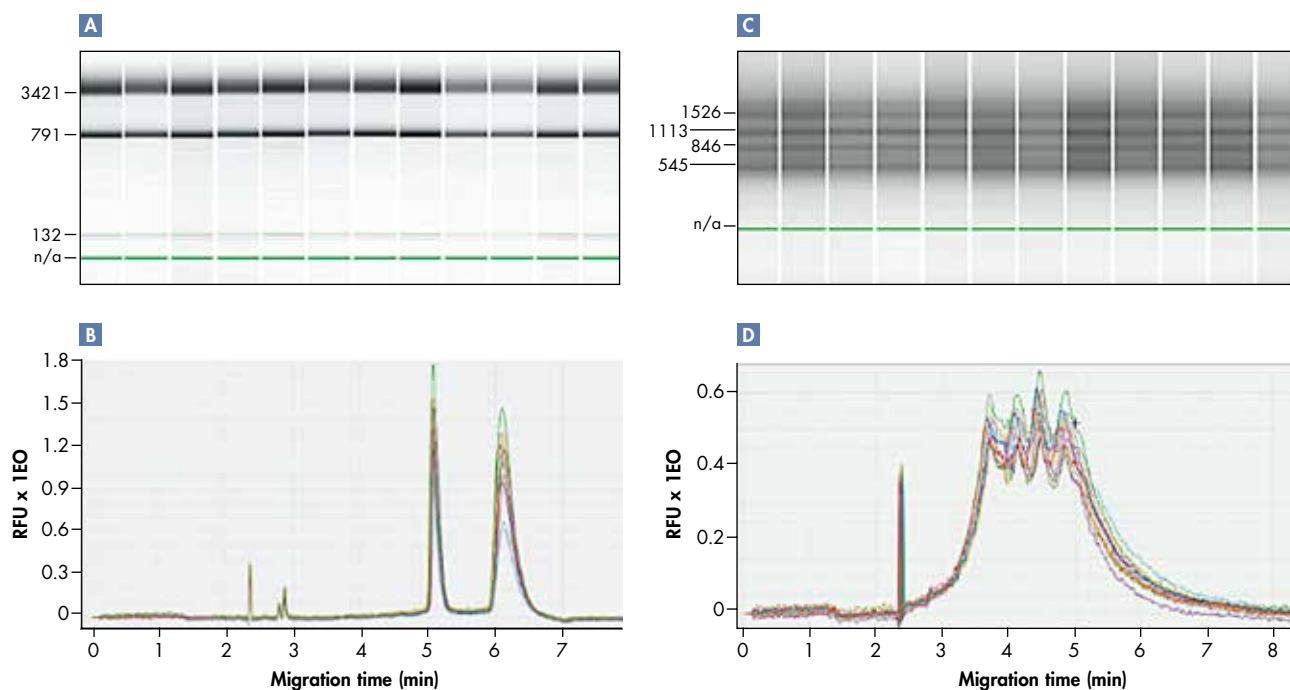 A
3421
791
132
n/a
B
1.8
1.5
1.2
0.9
0.6
0.3
0
RFU x 1EO
0 1 2 3 4 5 6 7
Migration time (min)
C
1526
1113
846
545
n/a
D
0.6
0.4
0.2
0
RFU x 1EO
0 1 2 3 4 5 6 7 8
Migration time (min)